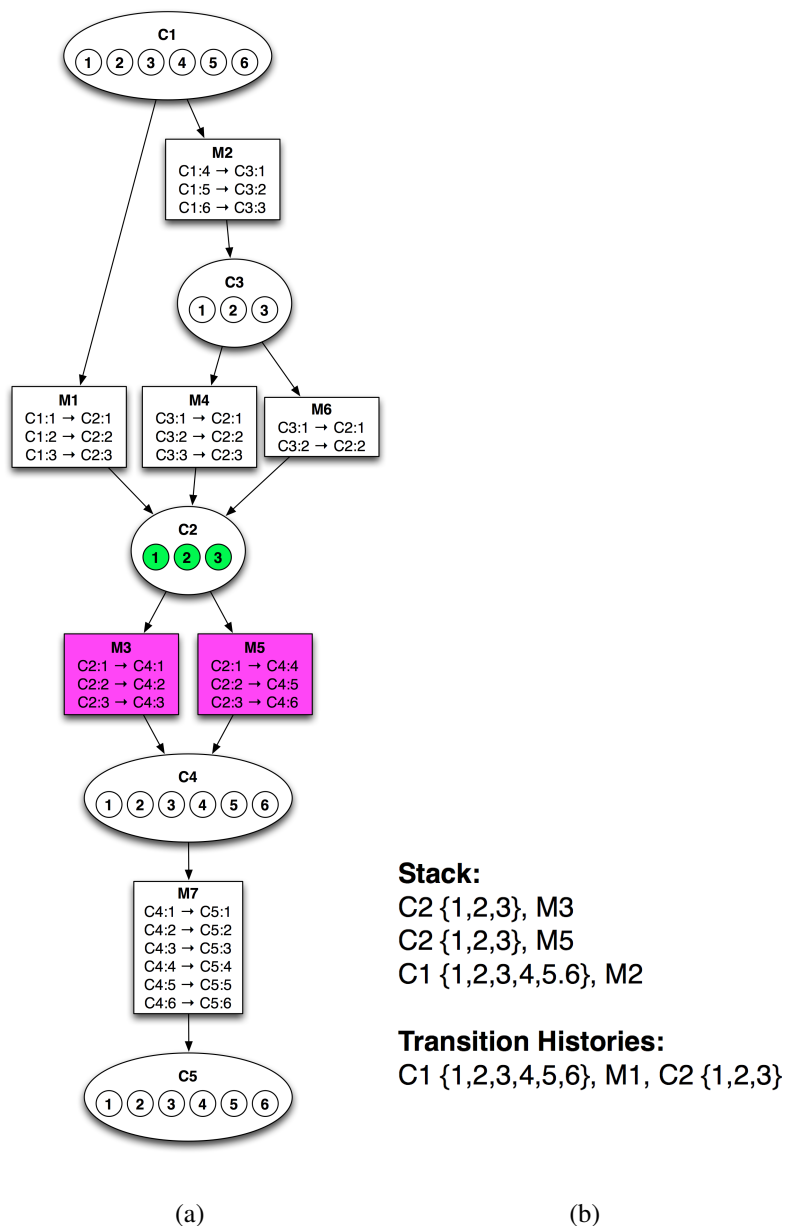 C1
1 2 3 4 5 6
M2
C1:4 → C3:1
C1:5 → C3:2
C1:6 → C3:3
C3
1 2 3
M1
C1:1 → C2:1
C1:2 → C2:2
C1:3 → C2:3
M4
C3:1 → C2:1
C3:2 → C2:2
C3:3 → C2:3
M6
C3:1 → C2:1
C3:2 → C2:2
C2
1 2 3
M3
C2:1 → C4:1
C2:2 → C4:2
C2:3 → C4:3
M5
C2:1 → C4:4
C2:2 → C4:5
C2:3 → C4:6
C4
1 2 3 4 5 6
M7
C4:1 → C5:1
C4:2 → C5:2
C4:3 → C5:3
C4:4 → C5:4
C4:5 → C5:5
C4:6 → C5:6
C5
1 2 3 4 5 6
(a)
Stack:
C2 {1,2,3}, M3
C2 {1,2,3}, M5
C1 {1,2,3,4,5.6}, M2
Transition Histories:
C1 {1,2,3,4,5,6}, M1, C2 {1,2,3}
(b)